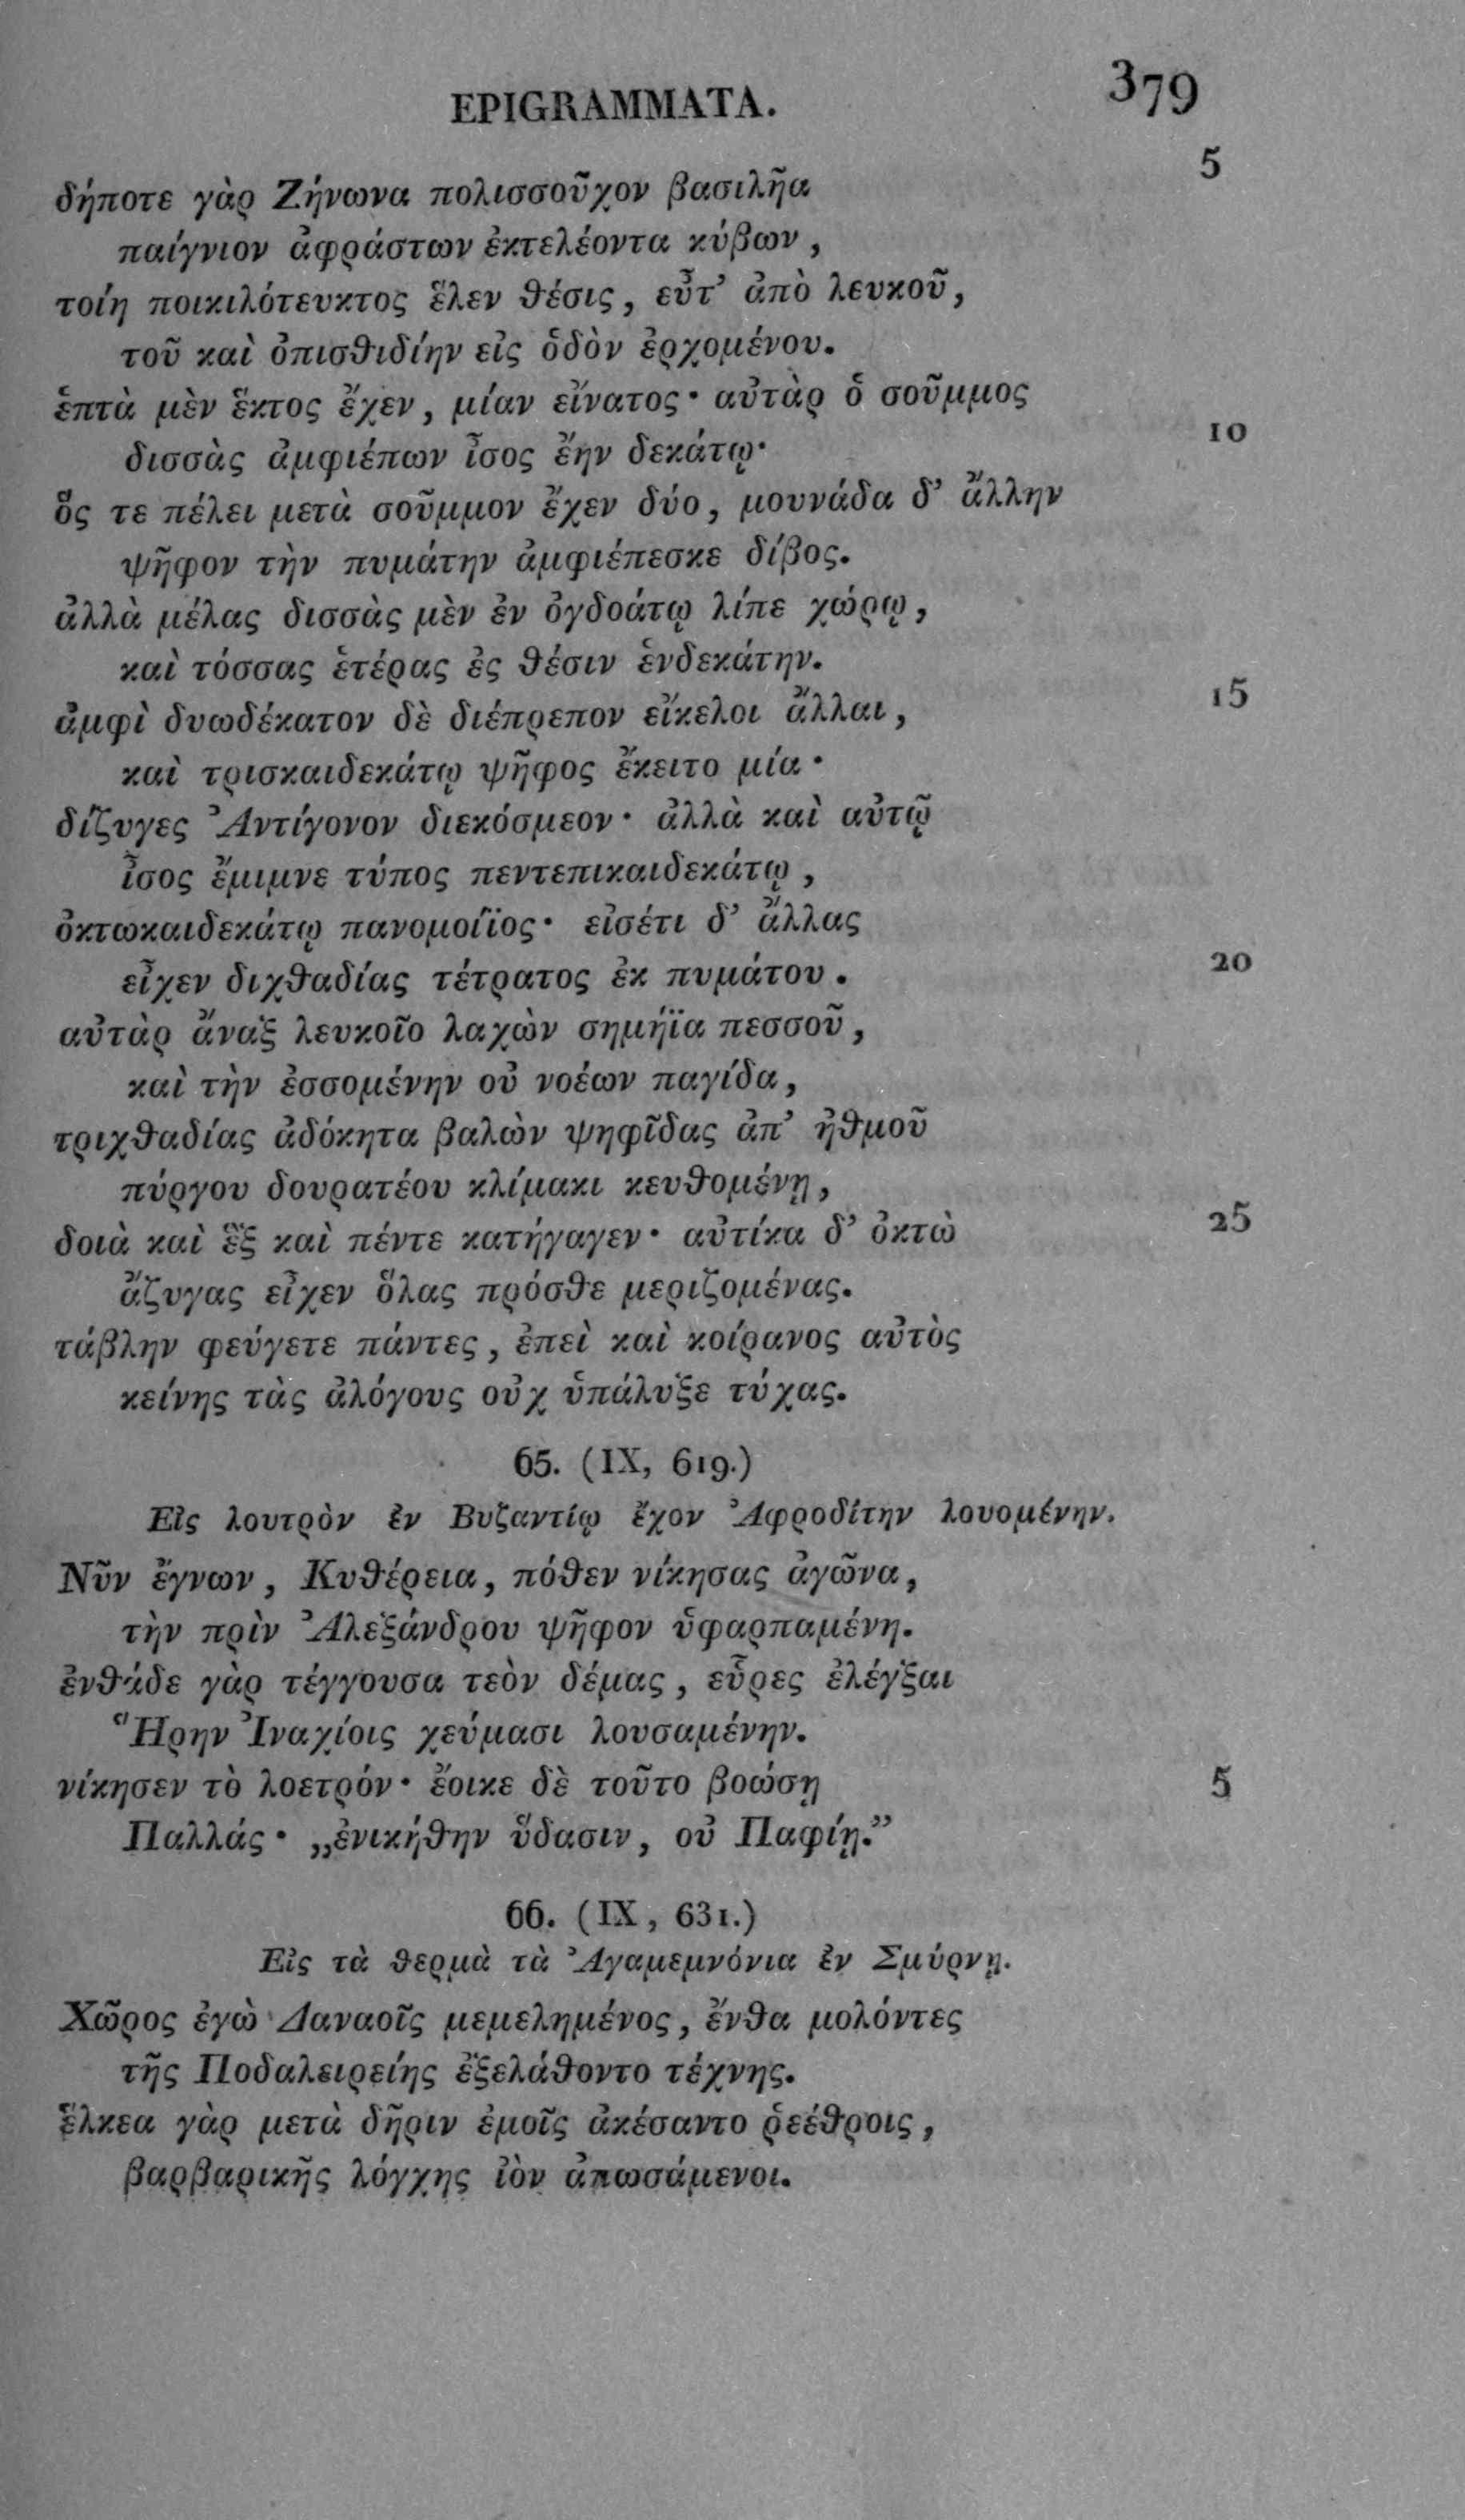 EPIGRAMMATA. 379
δήποτε γὰρ Ζήνωνα πολισσοῦχον βασιλῆα 5
παίγνιον ἀφράστων ἐκτελέοντα κύβων,
τοίη ποικιλότευκτος ἕλεν θέσις, εὖτ’ ἀπὸ λευκοῦ,
τοῦ καὶ ὀπισθιδίην εἰς ὁδὸν ἐρχομένου.
ἑπτὰ μὲν ἕκτος ἔχεν, μίαν εἴνατος· αὐτὰρ ὁ σοῦμμος
δισσὰς ἀμφιέπων ἶσος ἔην δεκάτῳ· 10
ὅς τε πέλει μετὰ σοῦμμον ἔχεν δύο, μουνάδα δ’ ἄλλην
ψῆφον τὴν πυμάτην ἀμφιέπεσκε δίβος.
ἀλλὰ μέλας δισσὰς μὲν ἐν ὀγδοάτῳ λίπε χώρῳ,
καὶ τόσσας ἑτέρας ἐς θέσιν ἑνδεκάτην.
ἀμφὶ δυωδέκατον δὲ διέπρεπον εἴκελοι ἄλλαι, 15
καὶ τρισκαιδεκάτῳ ψῆφος ἔκειτο μία·
δίζυγες Ἀντίγονον διεκόσμεον· ἀλλὰ καὶ αὐτῷ
ἶσος ἔμιμνε τύπος πεντεπικαιδεκάτῳ,
ὀκτωκαιδεκάτῳ πανομοίϊος· εἰσέτι δ’ ἄλλας
εἶχεν διχθαδίας τέτρατος ἐκ πυμάτου. 20
αὐτὰρ ἄναξ λευκοῖο λαχὼν σημήϊα πεσσοῦ,
καὶ τὴν ἐσσομένην οὐ νοέων παγίδα,
τριχθαδίας ἀδόκητα βαλὼν ψηφῖδας ἀπ’ ἠθμοῦ
πύργου δουρατέου κλίμακι κευθομένῃ,
δοιὰ καὶ ἓξ καὶ πέντε κατήγαγεν· αὐτίκα δ’ ὀκτὼ 25
ἄζυγας εἶχεν ὅλας πρόσθε μεριζομένας.
τάβλην φεύγετε πάντες, ἐπεὶ καὶ κοίρανος αὐτὸς
κείνης τὰς ἀλόγους οὐχ ὑπάλυξε τύχας.
65. (IX, 619.)
Εἰς λουτρὸν ἐν Βυζαντίῳ ἔχον Ἀφροδίτην λουομένην.
Νῦν ἔγνων, Κυθέρεια, πόθεν νίκησας ἀγῶνα,
τὴν πρὶν Ἀλεξάνδρου ψῆφον ὑφαρπαμένη.
ἐνθάδε γὰρ τέγγουσα τεὸν δέμας, εὗρες ἐλέγξαι
Ἥρην Ἰναχίοις χεύμασι λουσαμένην.
νίκησεν τὸ λοετρόν· ἔοικε δὲ τοῦτο βοώσῃ 5
Παλλάς· „ἐνικήθην ὕδασιν, οὐ Παφίῃ.”
66. (IX, 631.)
Εἰς τὰ θερμὰ τὰ Ἀγαμεμνόνια ἐν Σμύρνῃ.
Χῶρος ἐγὼ Δαναοῖς μεμελημένος, ἔνθα μολόντες
τῆς Ποδαλειρείης ἐξελάθοντο τέχνης.
ἕλκεα γὰρ μετὰ δῆριν ἐμοῖς ἀκέσαντο ῥεέθροις,
βαρβαρικῆς λόγχης ἰὸν ἀπωσάμενοι.